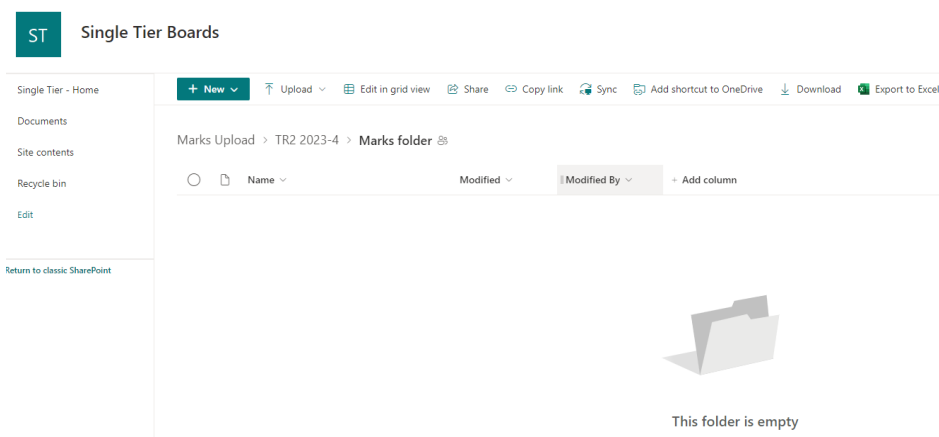 ST
Single Tier Boards
Single Tier - Home
Documents
Site contents
Recycle bin
Edit
Return to classic SharePoint
+ New Upload Edit in grid view Share Copy link Sync Add shortcut to OneDrive Download Export to Excel
Marks Upload > TR2 2023-4 > Marks folder
Name Modified Modified By + Add column
This folder is empty